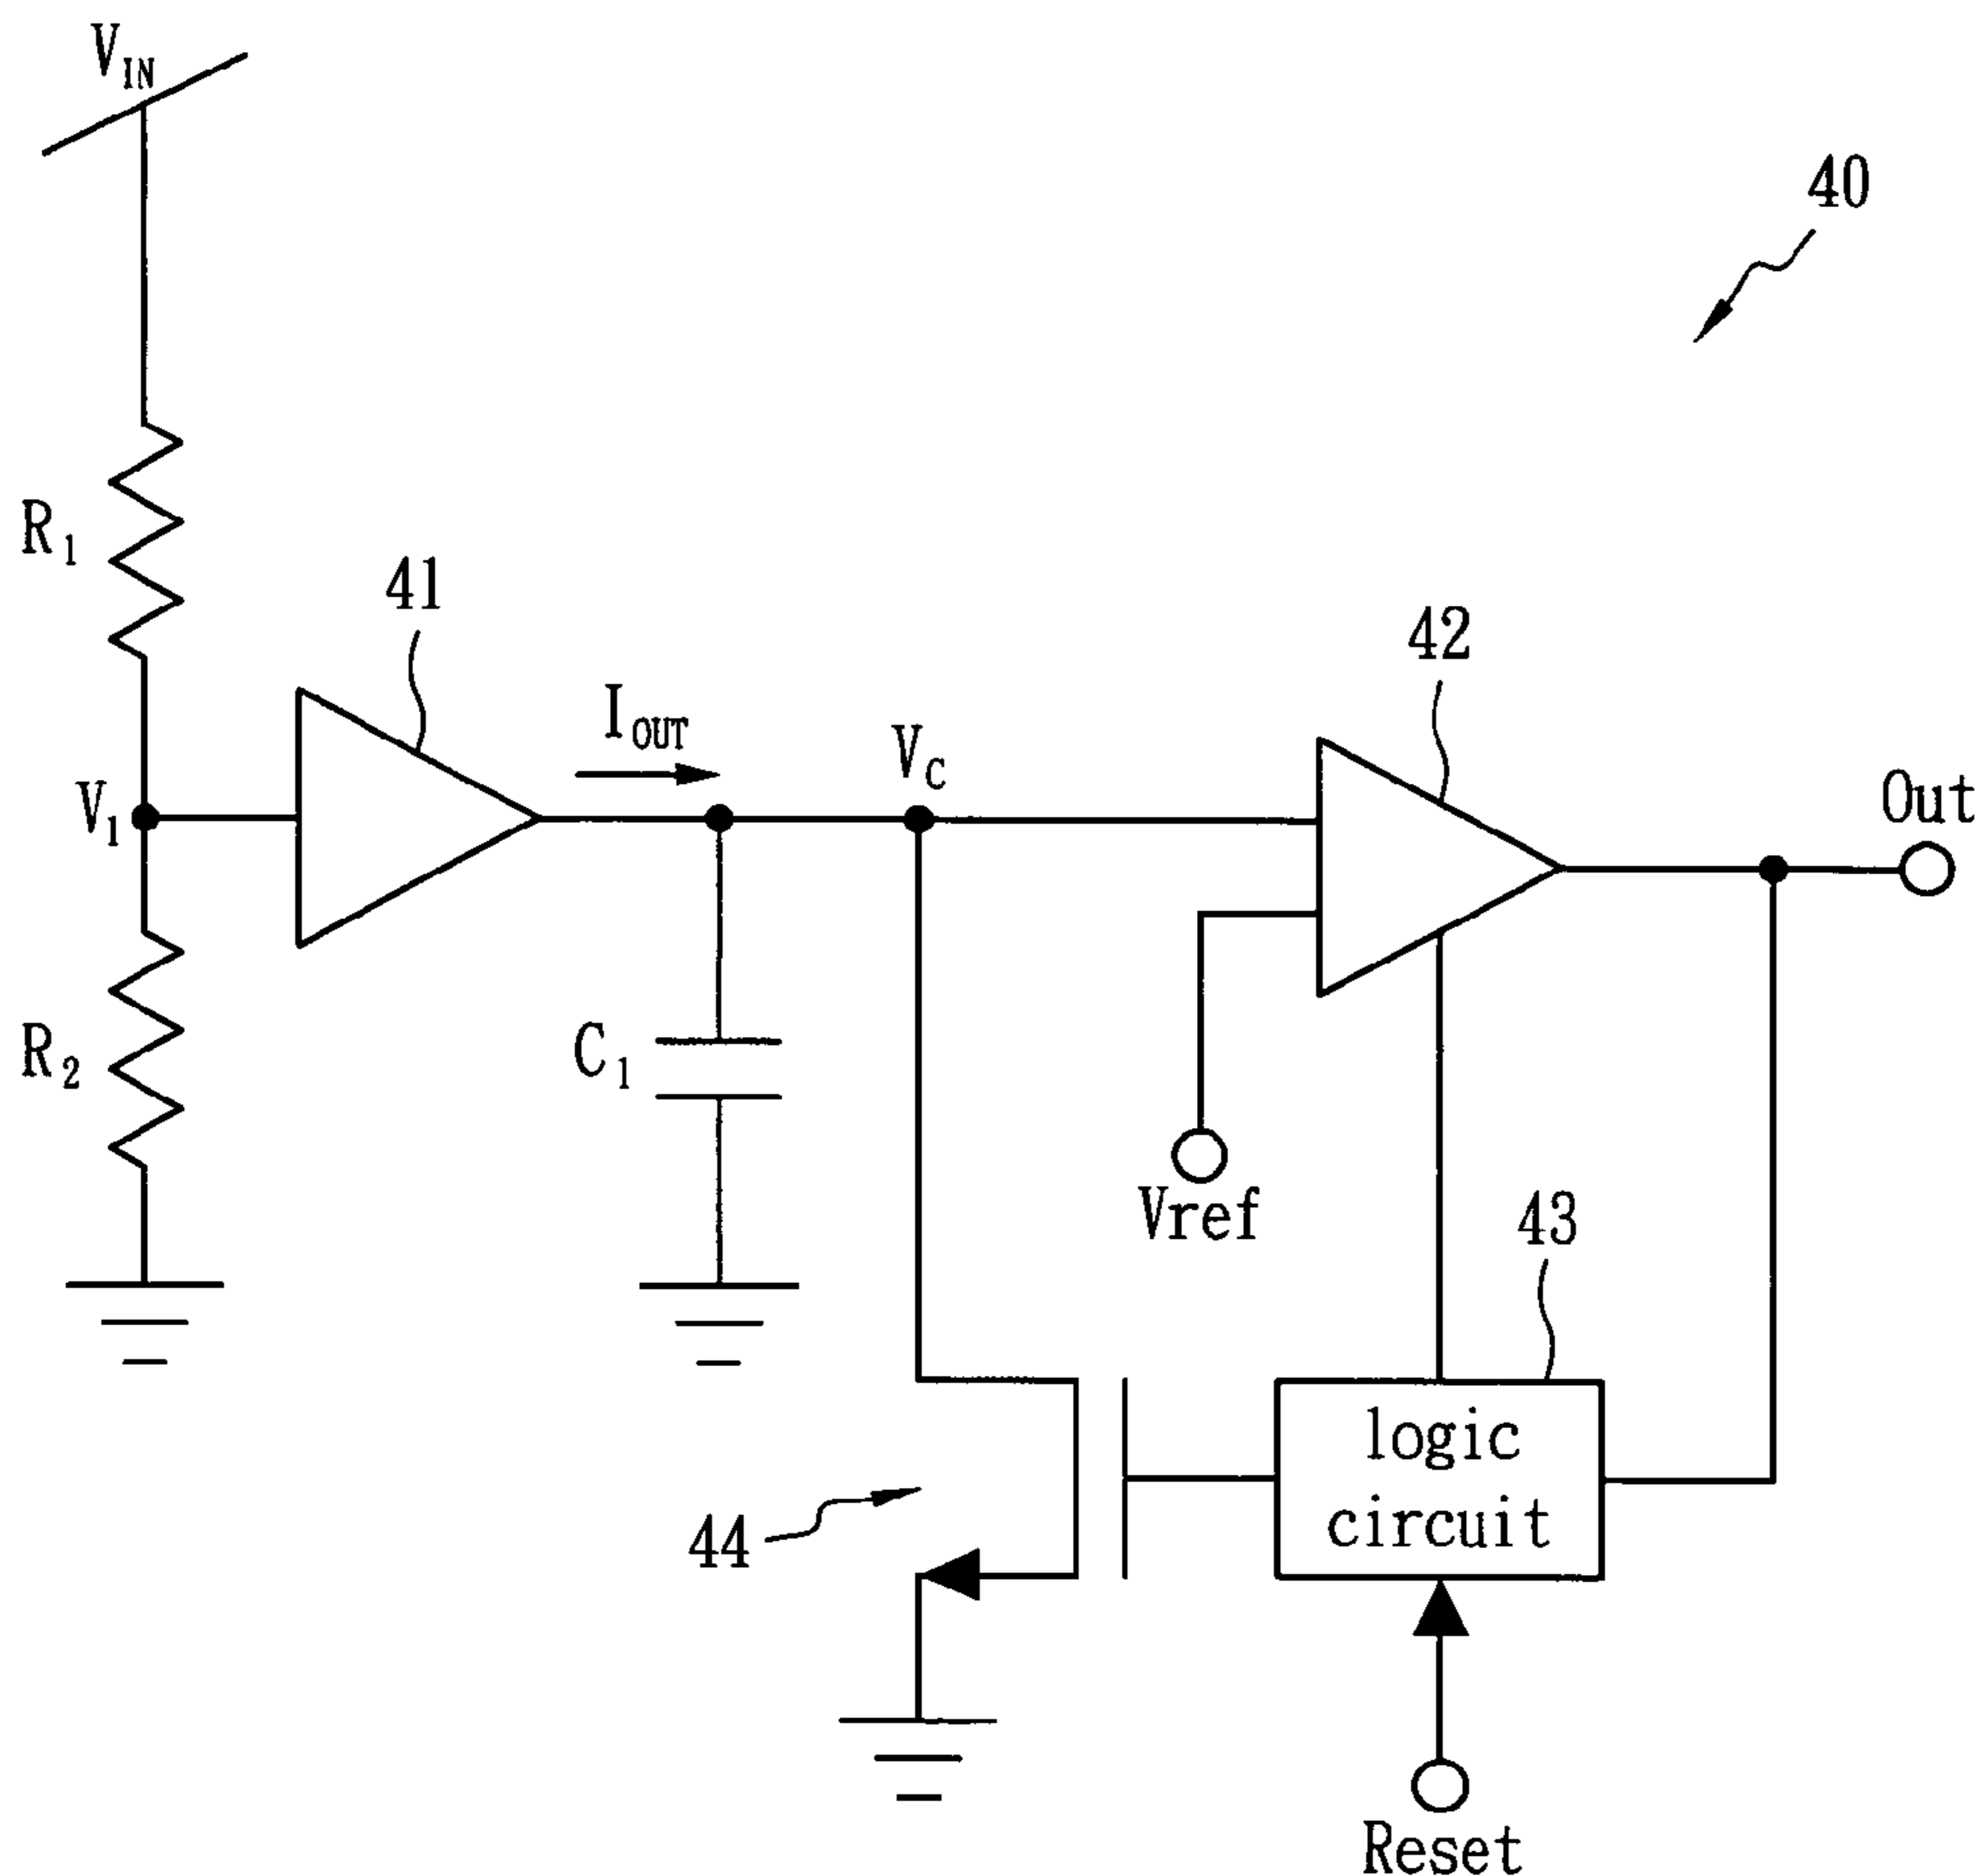 V_IN
40
R_1
41
42
I_OUT
V_C
V_1
Out
C_1
R_2
Vref
43
logic
circuit
44
Reset